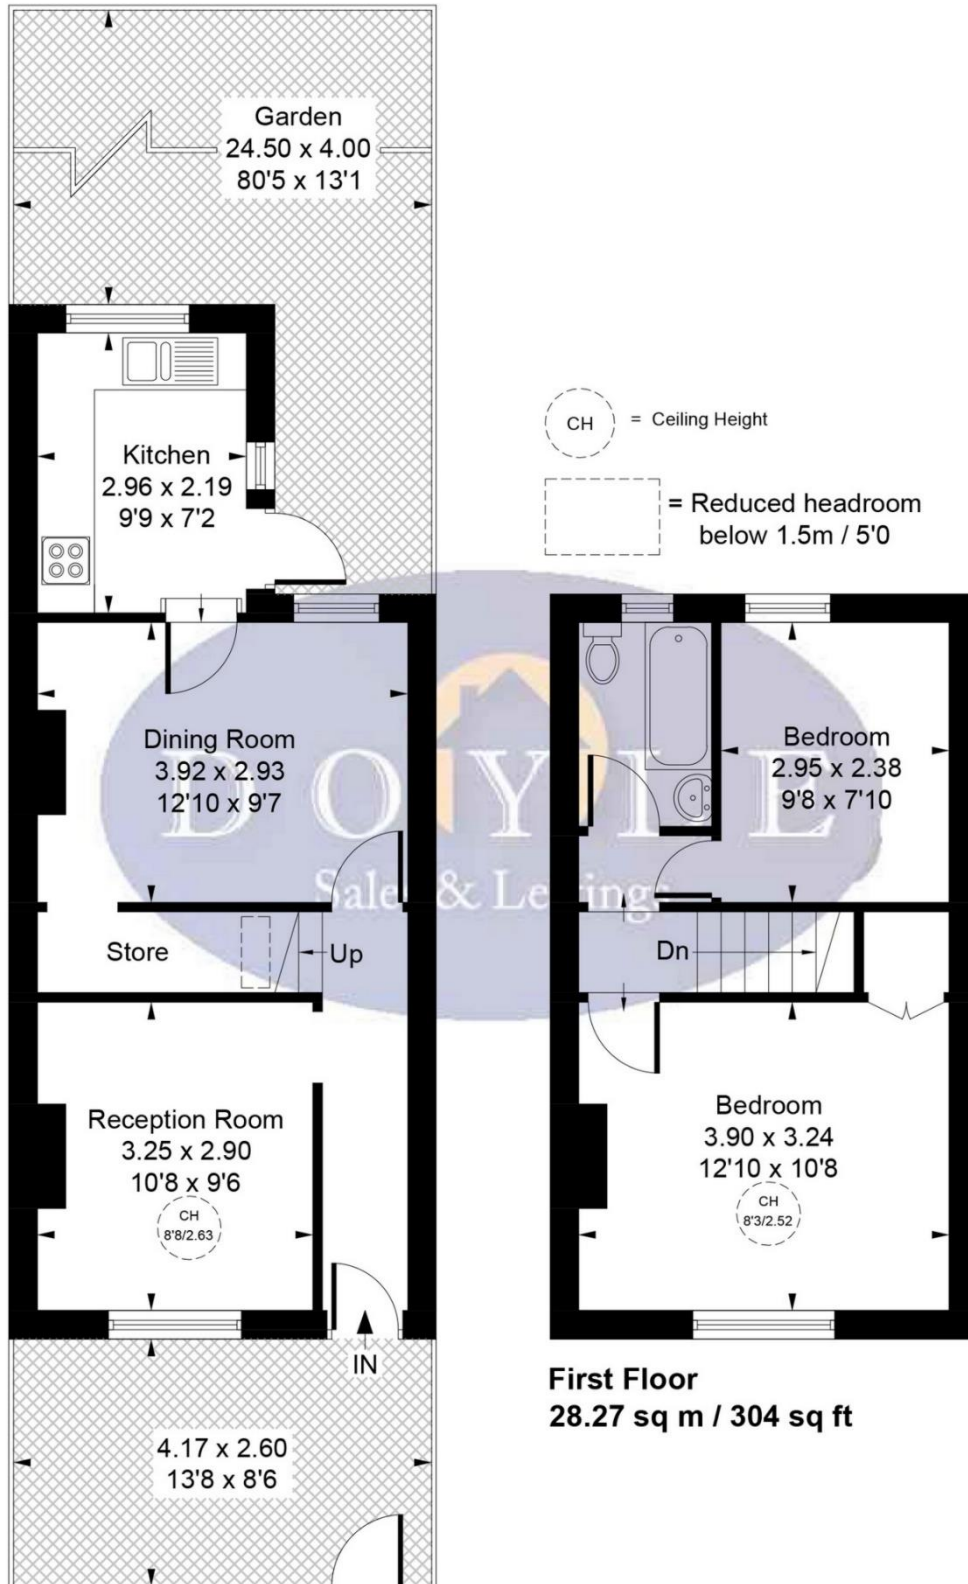 Garden
24.50 x 4.00
80'5 x 13'1
CH
= Ceiling Height
= Reduced headroom
below 1.5m / 5'0
Kitchen
2.96 x 2.19
9'9 x 7'2
Dining Room
3.92 x 2.93
12'10 x 9'7
Bedroom
2.95 x 2.38
9'8 x 7'10
DOYLE
Sales & Lettings
Store
Up
Dn
Reception Room
3.25 x 2.90
10'8 x 9'6
CH
8'8/2.63
Bedroom
3.90 x 3.24
12'10 x 10'8
CH
8'3/2.52
IN
First Floor
28.27 sq m / 304 sq ft
4.17 x 2.60
13'8 x 8'6